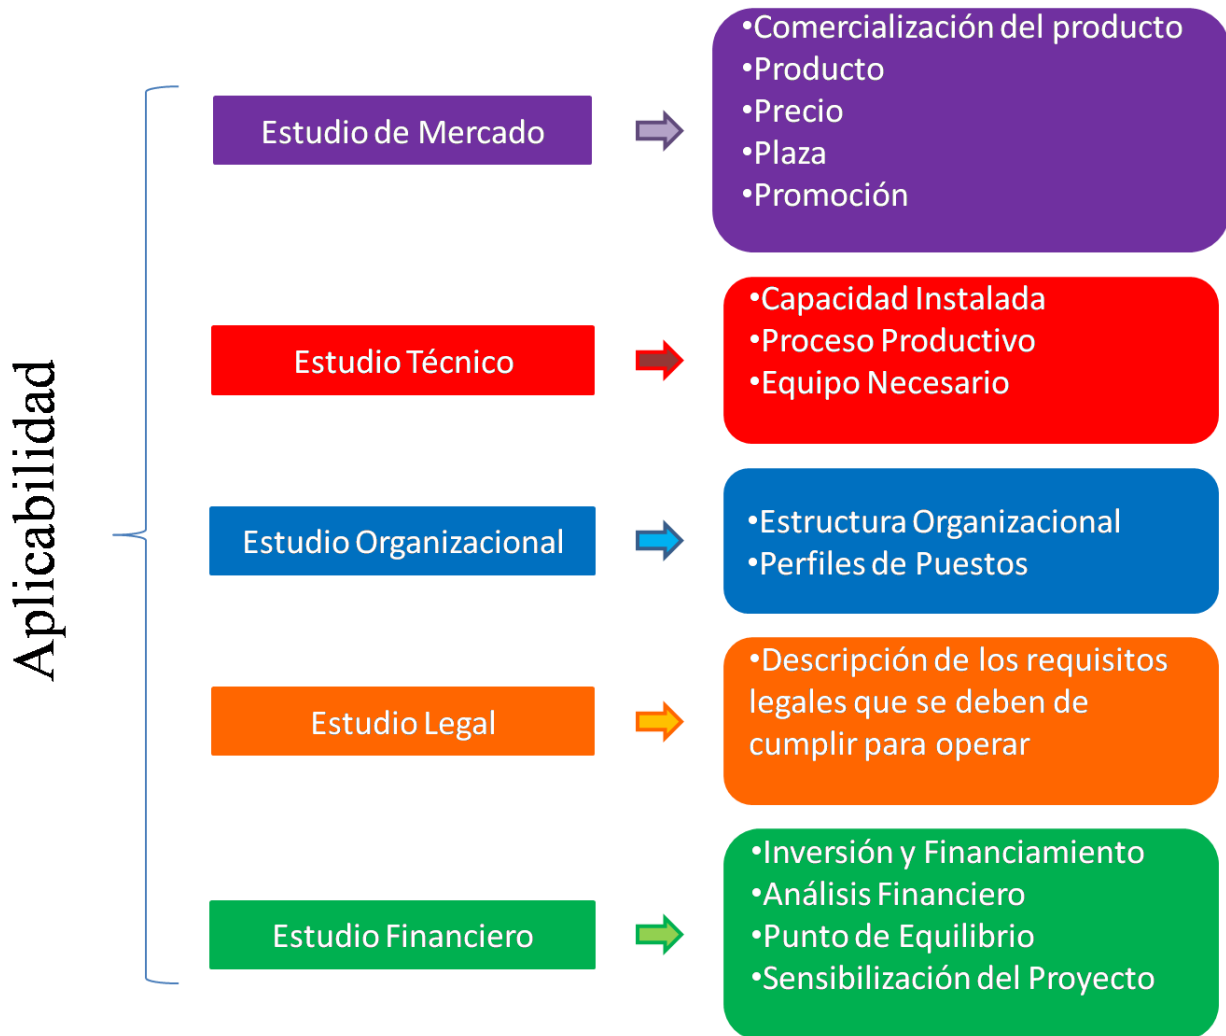 Aplicabilidad
Estudio de Mercado
•Comercialización del producto
•Producto
•Precio
•Plaza
•Promoción
Estudio Técnico
•Capacidad Instalada
•Proceso Productivo
•Equipo Necesario
Estudio Organizacional
•Estructura Organizacional
•Perfiles de Puestos
Estudio Legal
•Descripción de los requisitos
legales que se deben de
cumplir para operar
Estudio Financiero
•Inversión y Financiamiento
•Análisis Financiero
•Punto de Equilibrio
•Sensibilización del Proyecto